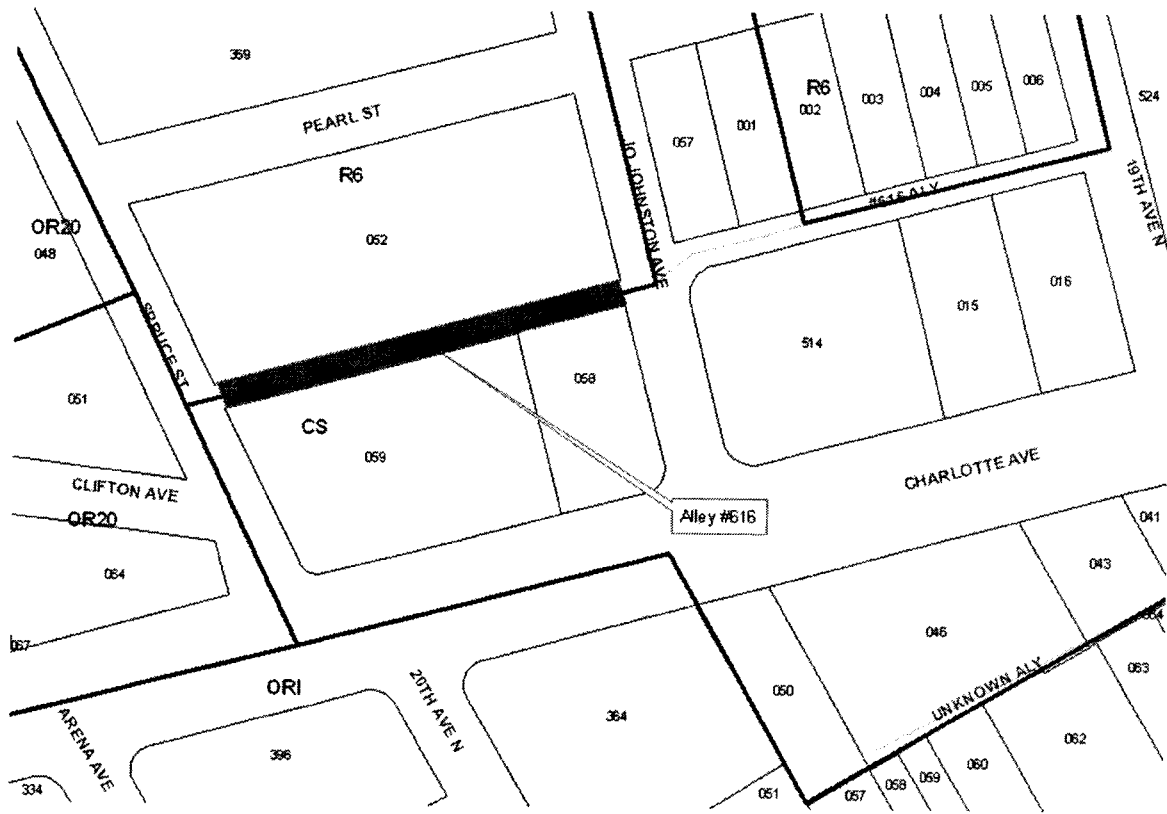 359
PEARL ST
R6
052
OR20
048
SPRUCE ST
051
CLIFTON AVE
OR20
064
067
CS
059
058
Alley #616
JO JOHNSTON AVE
057
001
R6
002
003
004
005
006
524
#616 ALY
19TH AVE N
514
015
016
CHARLOTTE AVE
041
043
046
054
063
UNKNOWN ALY
050
062
060
059
058
057
051
364
20TH AVE N
ORI
396
ARENA AVE
334